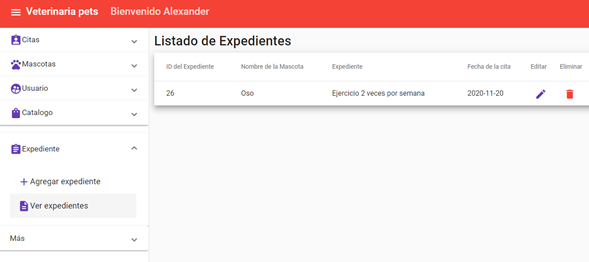 Veterinaria pets Bienvenido Alexander
Citas
Mascotas
Usuario
Catalogo
Expediente
Agregar expediente
Ver expedientes
Más
Listado de Expedientes
ID del Expediente Nombre de la Mascota Expediente Fecha de la cita Editar Eliminar
26 Oso Ejercicio 2 veces por semana 2020-11-20